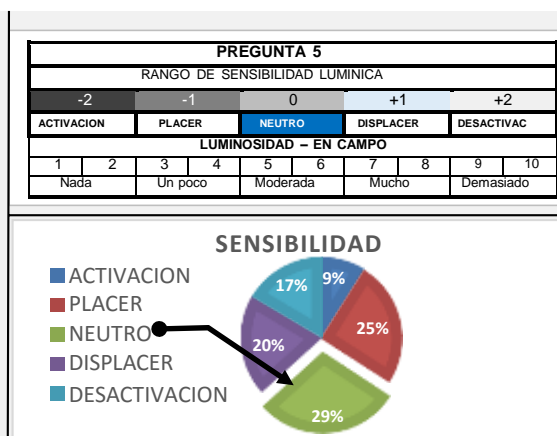 PREGUNTA 5
RANGO DE SENSIBILIDAD LUMINICA
-2 -1 0 +1 +2
ACTIVACION PLACER NEUTRO DISPLACER DESACTIVAC
LUMINOSIDAD – EN CAMPO
1 2 3 4 5 6 7 8 9 10
Nada Un poco Moderada Mucho Demasiado
SENSIBILIDAD
ACTIVACION
PLACER
NEUTRO
DISPLACER
DESACTIVACION
9%
25%
29%
20%
17%